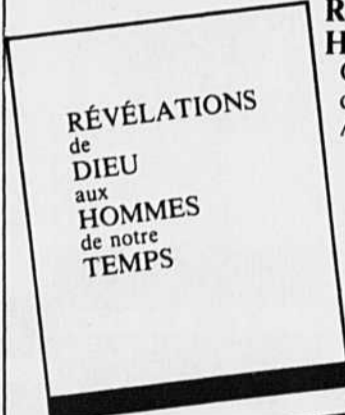 RÉVÉLATIONS
de
DIEU
aux
HOMMES
de notre
TEMPS
R
H